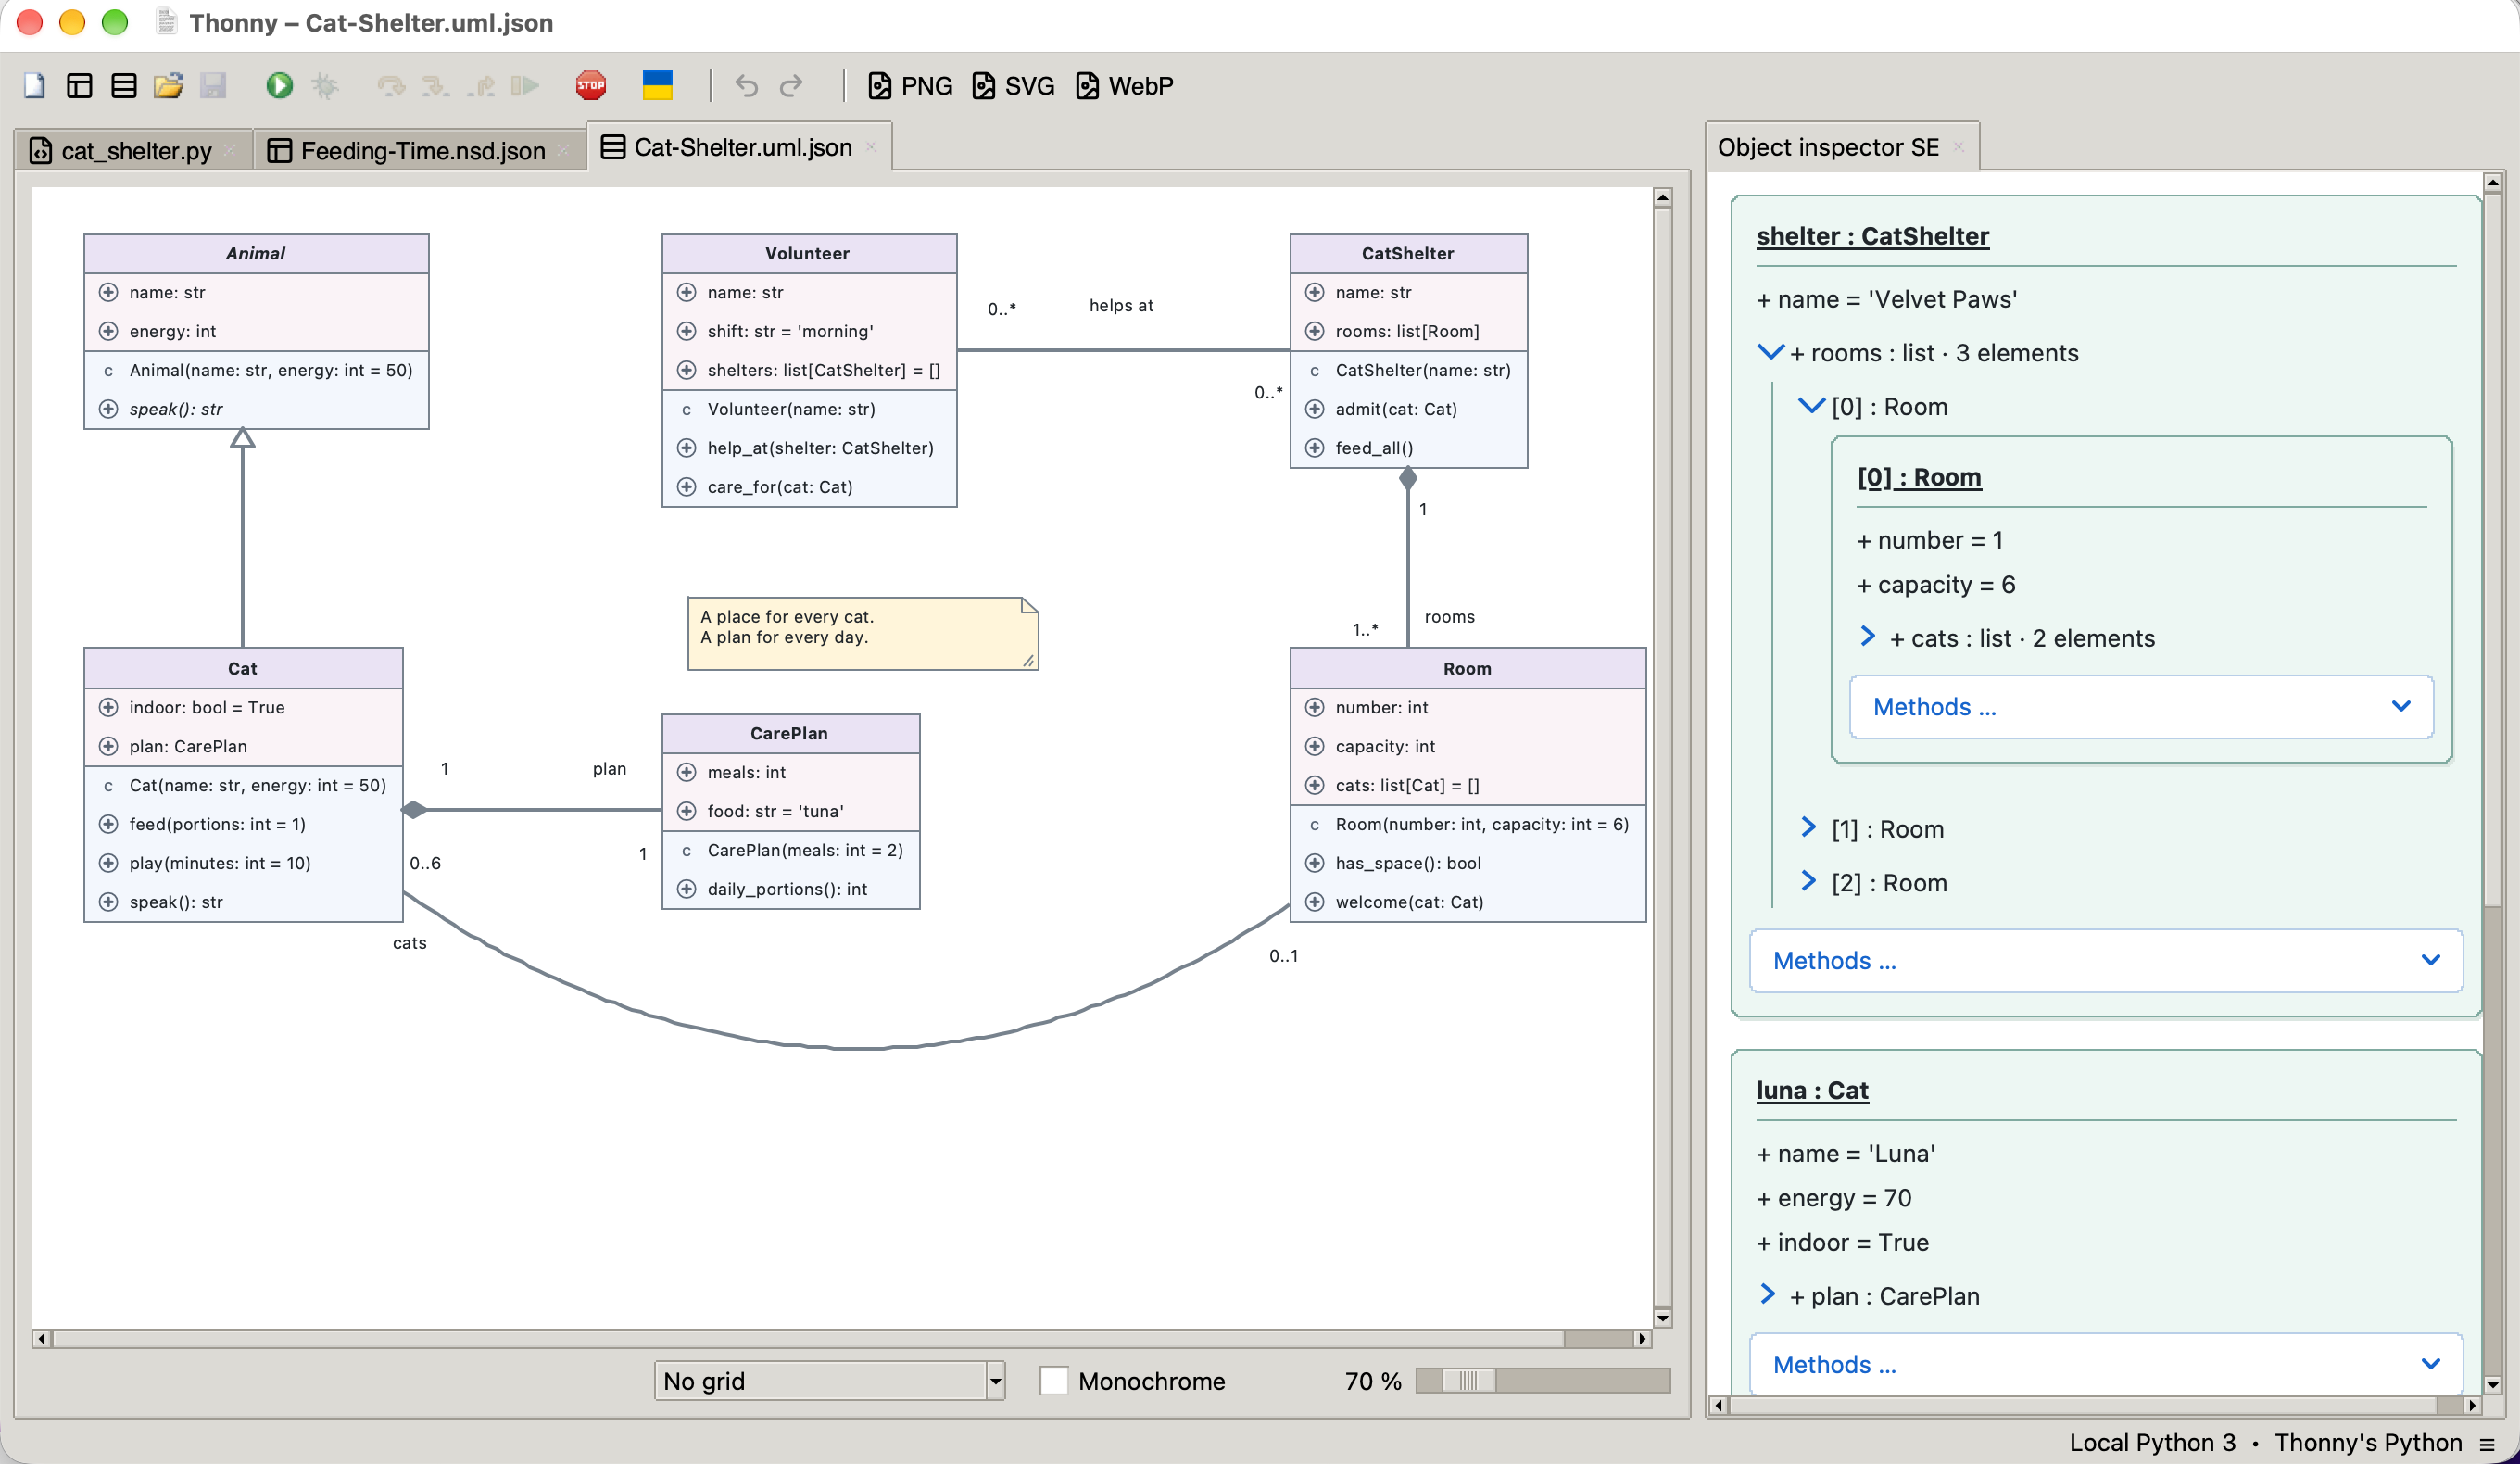 Thonny – Cat-Shelter.uml.json
STOP
PNG SVG WebP
cat_shelter.py
Feeding-Time.nsd.json
Cat-Shelter.uml.json
Animal
name: str
energy: int
c Animal(name: str, energy: int = 50)
speak(): str
Volunteer
name: str
shift: str = 'morning'
shelters: list[CatShelter] = []
c Volunteer(name: str)
help_at(shelter: CatShelter)
care_for(cat: Cat)
0..*
helps at
0..*
CatShelter
name: str
rooms: list[Room]
c CatShelter(name: str)
admit(cat: Cat)
feed_all()
1
1..*
rooms
A place for every cat.
A plan for every day.
Cat
indoor: bool = True
plan: CarePlan
c Cat(name: str, energy: int = 50)
feed(portions: int = 1)
play(minutes: int = 10)
speak(): str
1
plan
1
0..6
cats
CarePlan
meals: int
food: str = 'tuna'
c CarePlan(meals: int = 2)
daily_portions(): int
Room
number: int
capacity: int
cats: list[Cat] = []
c Room(number: int, capacity: int = 6)
has_space(): bool
welcome(cat: Cat)
0..1
No grid
Monochrome
70 %
Object inspector SE
shelter : CatShelter
+ name = 'Velvet Paws'
+ rooms : list · 3 elements
[0] : Room
[0] : Room
+ number = 1
+ capacity = 6
+ cats : list · 2 elements
Methods ...
[1] : Room
[2] : Room
Methods ...
luna : Cat
+ name = 'Luna'
+ energy = 70
+ indoor = True
+ plan : CarePlan
Methods ...
Local Python 3 • Thonny's Python ≡